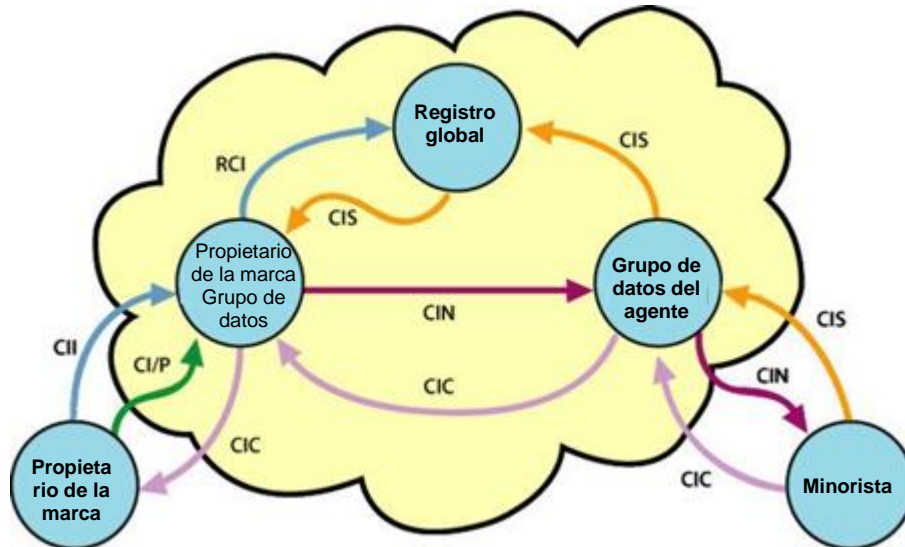 Registro
global
RCI
CIS
CIS
Propietario
de la marca
Grupo de
datos
Grupo de
datos del
agente
CIN
CIS
CII
CI/P
CIC
CIN
CIC
CIC
Propieta
rio de la
marca
Minorista